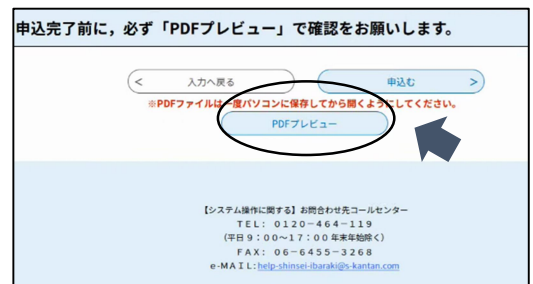 申込完了前に,必ず「PDFプレビュー」で確認をお願いします。
< 入力へ戻る
申込む >
※PDFファイルは一度パソコンに保存してから開くようにしてください。
PDFプレビュー
【システム操作に関する】お問合わせ先コールセンター
TEL: 0120-464-119
(平日9:00~17:00 年末年始除く)
FAX: 06-6455-3268
e-MAIL:help-shinsei-ibaraki@s-kantan.com